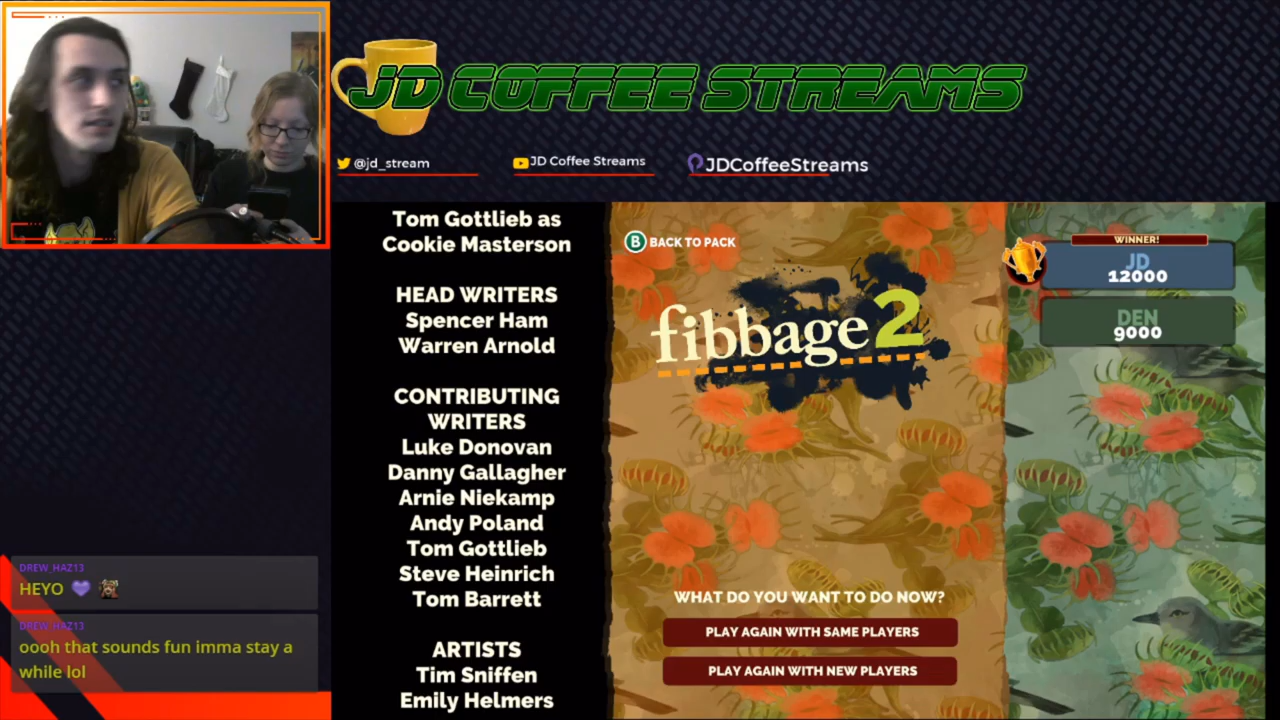 JD COFFEE STREAMS
@jd_stream
JD Coffee Streams
JDCoffeeStreams
Tom Gottlieb as
Cookie Masterson
HEAD WRITERS
Spencer Ham
Warren Arnold
CONTRIBUTING
WRITERS
Luke Donovan
Danny Gallagher
Arnie Niekamp
Andy Poland
Tom Gottlieb
Steve Heinrich
Tom Barrett
ARTISTS
Tim Sniffen
Emily Helmers
B BACK TO PACK
fibbage 2
WHAT DO YOU WANT TO DO NOW?
PLAY AGAIN WITH SAME PLAYERS
PLAY AGAIN WITH NEW PLAYERS
WINNER!
JD
12000
DEN
9000
DREW_HAZ13
HEYO
DREW_HAZ13
oooh that sounds fun imma stay a
while lol